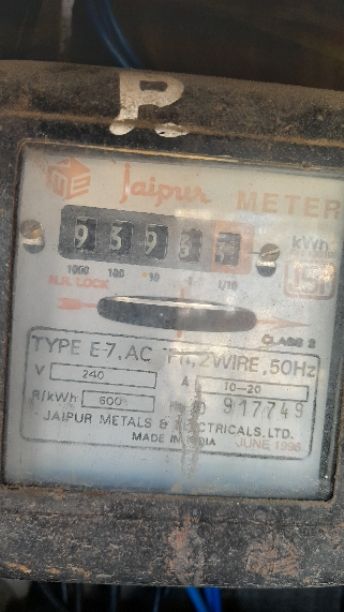 R
Jaipur METER
9 3 9 3
kWh
1000 100 10 1 1/10
N.R. LOCK
ISI
CLASS 2
TYPE E-7, AC 1PH, 2WIRE, 50Hz
V 240 A 10-20
R/kWh 600 No 917749
JAIPUR METALS & ELECTRICALS, LTD.
MADE IN INDIA JUNE 1996